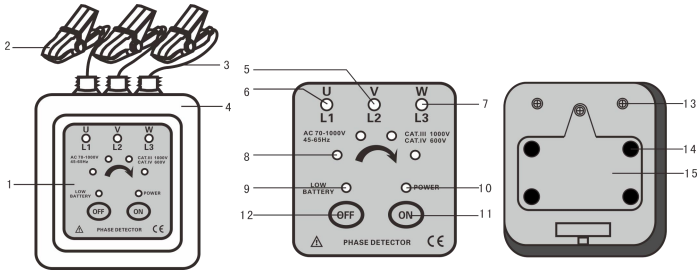 2
3
4
1
U V W
L1 L2 L3
AC 70-1000V
45-65Hz
CAT.III 1000V
CAT.IV 600V
LOW
BATTERY
POWER
OFF ON
⚠ PHASE DETECTOR CE
5
6
7
8
9
10
12
11
U V W
L1 L2 L3
AC 70-1000V
45-65Hz
CAT.III 1000V
CAT.IV 600V
LOW
BATTERY
POWER
OFF ON
⚠ PHASE DETECTOR CE
13
14
15